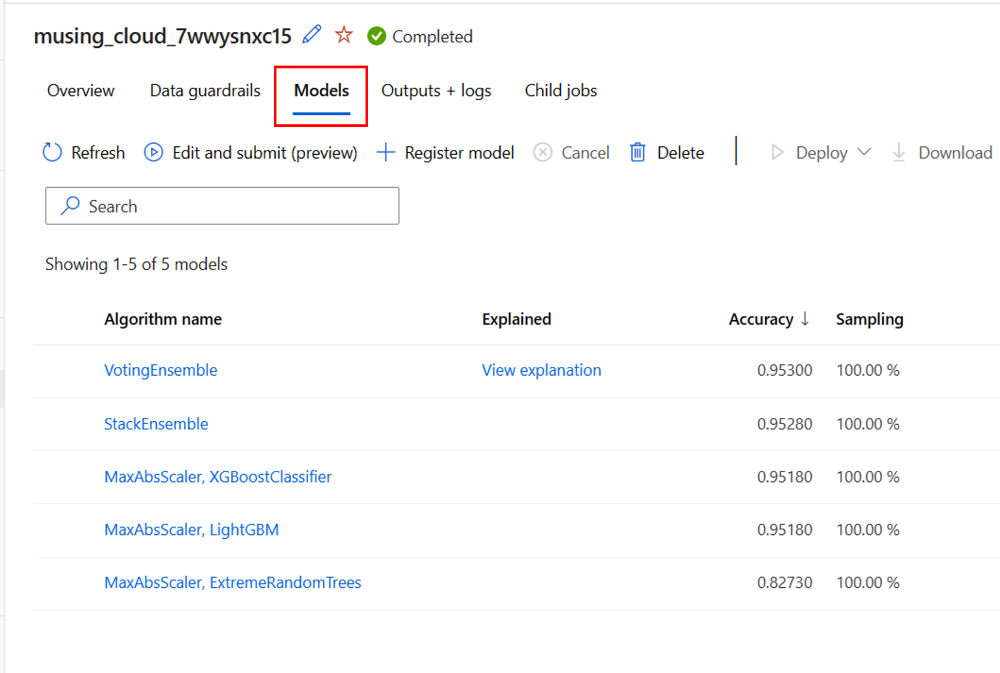 musing_cloud_7wwysnxc15 Completed
Overview Data guardrails Models Outputs + logs Child jobs
Refresh Edit and submit (preview) Register model Cancel Delete Deploy Download
Search
Showing 1-5 of 5 models
Algorithm name Explained Accuracy ↓ Sampling
VotingEnsemble View explanation 0.95300 100.00 %
StackEnsemble 0.95280 100.00 %
MaxAbsScaler, XGBoostClassifier 0.95180 100.00 %
MaxAbsScaler, LightGBM 0.95180 100.00 %
MaxAbsScaler, ExtremeRandomTrees 0.82730 100.00 %